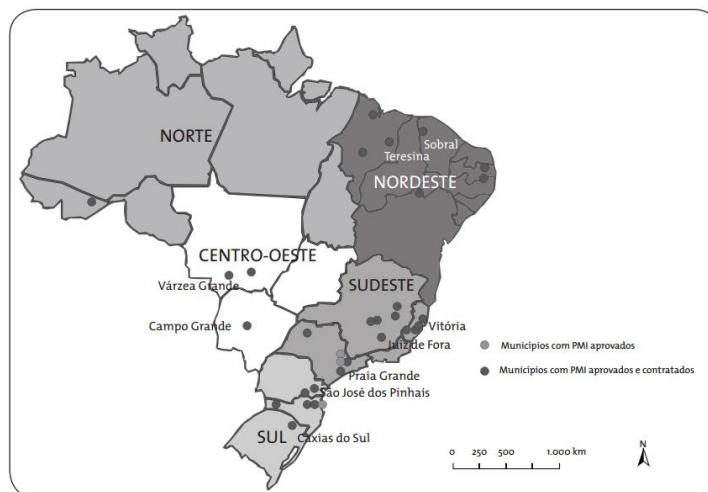 NORTE
Sobral
Teresina
NORDESTE
CENTRO-OESTE
Várzea Grande
SUDESTE
Campo Grande
Vitória
Juiz de Fora
Praia Grande
São José dos Pinhais
SUL
Caxias do Sul
Municipios com PMI aprovados
Municipios com PMI aprovados e contratados
0 250 500 1.000 km
N